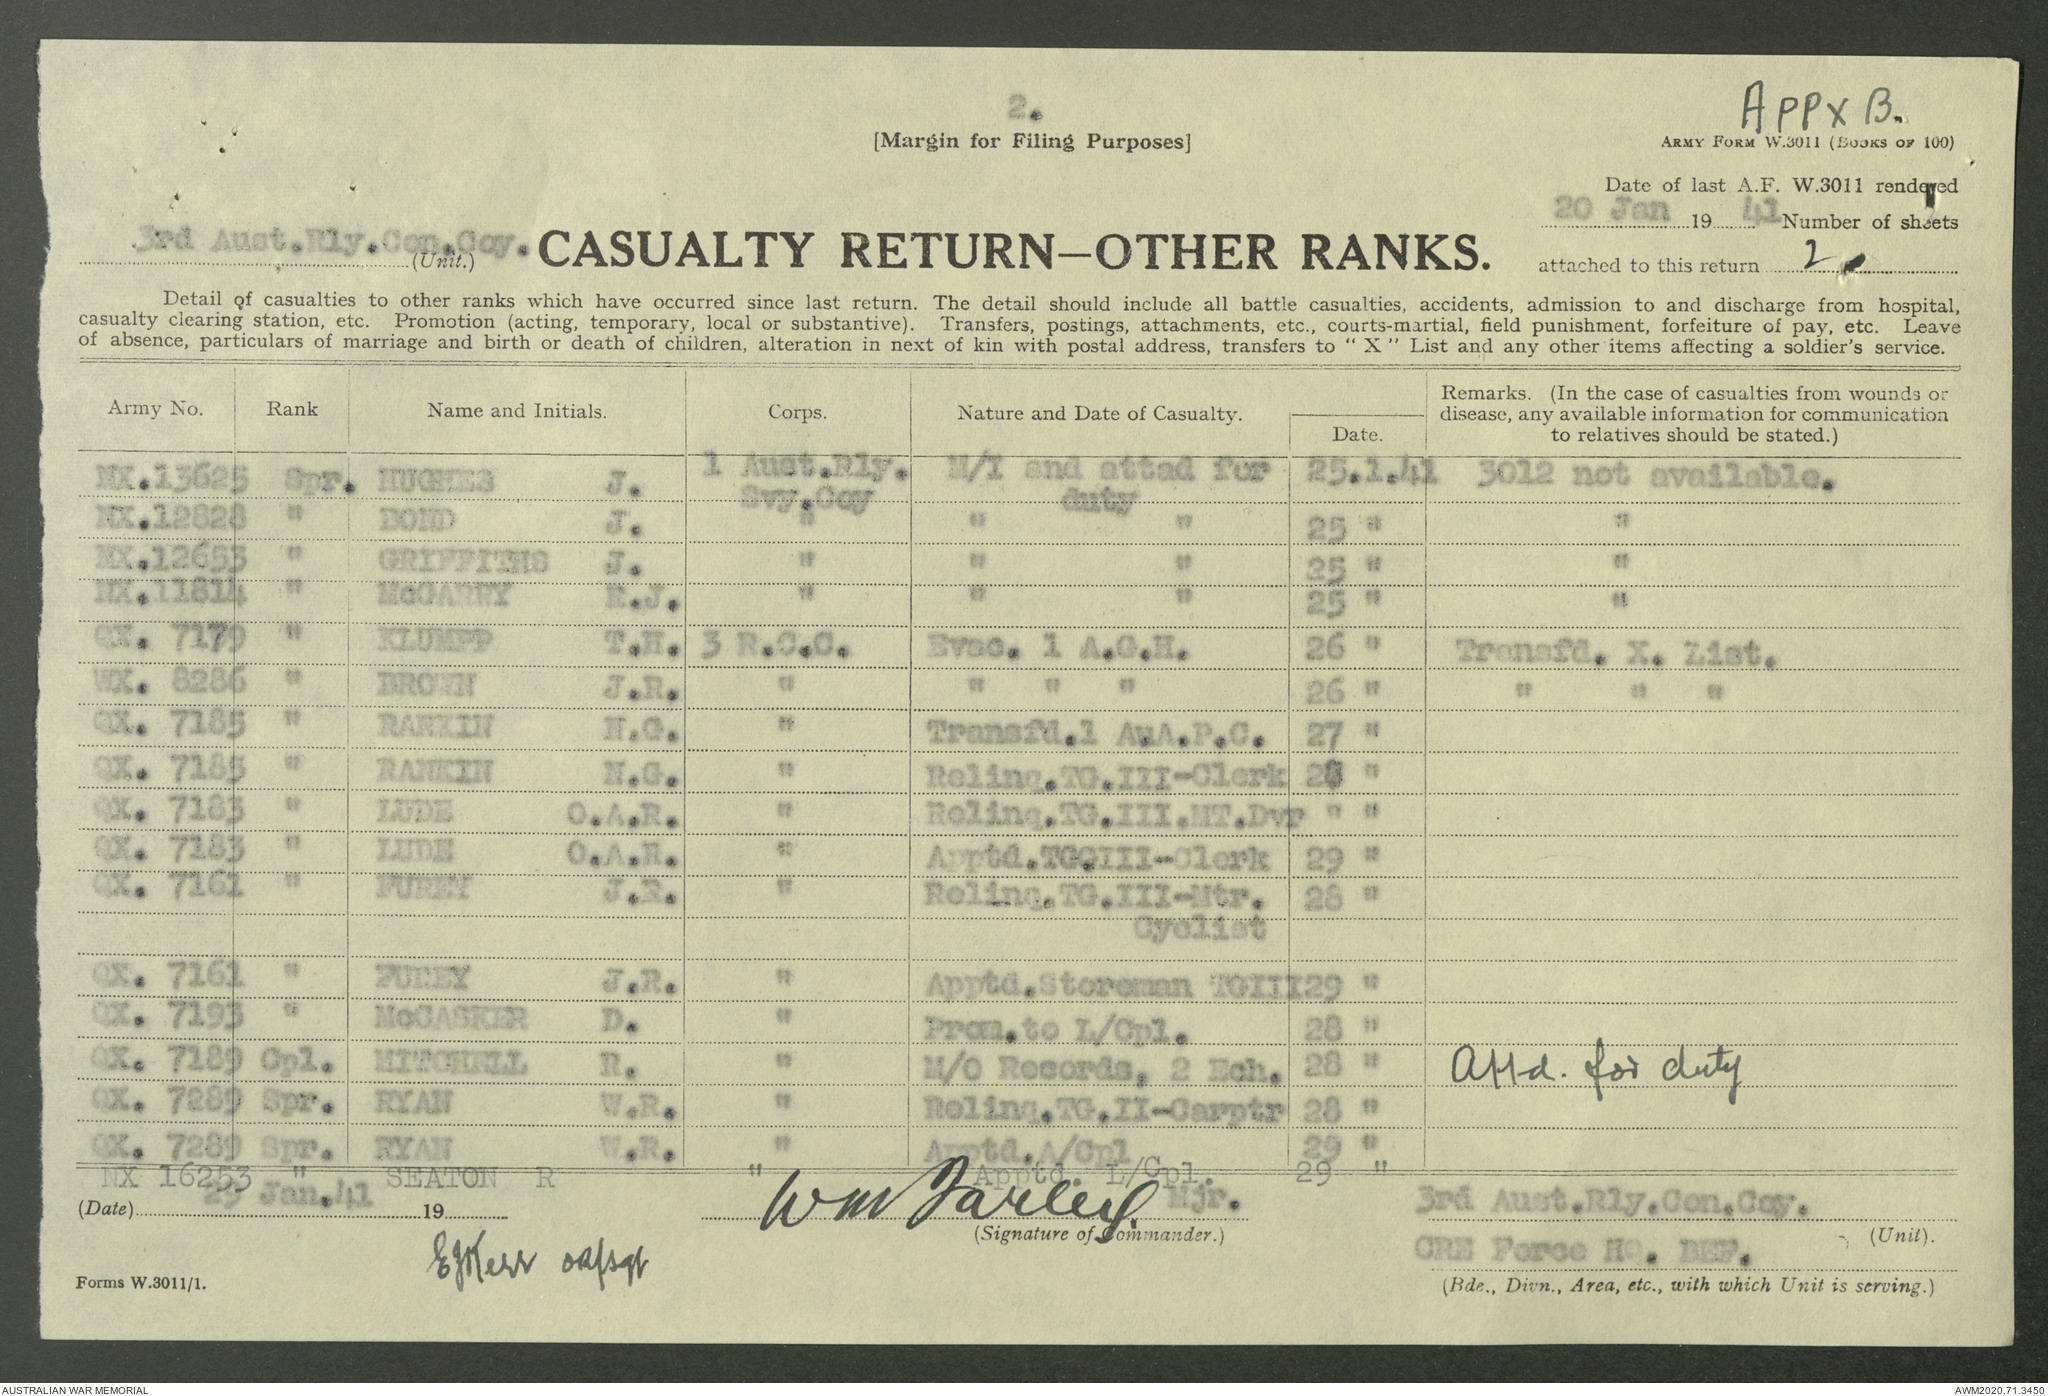 2.
[Margin for Filing Purposes]
Appx B.
ARMY FORM W.3011 (BOOKS OF 100)
Date of last A.F. W.3011 rendered
20 Jan 19 41 Number of sheets
attached to this return 2
3rd Aust.Rly.Con.Coy.
(Unit.)
CASUALTY RETURN—OTHER RANKS.
Detail of casualties to other ranks which have occurred since last return. The detail should include all battle casualties, accidents, admission to and discharge from hospital,
casualty clearing station, etc. Promotion (acting, temporary, local or substantive). Transfers, postings, attachments, etc., courts-martial, field punishment, forfeiture of pay, etc. Leave
of absence, particulars of marriage and birth or death of children, alteration in next of kin with postal address, transfers to "X" List and any other items affecting a soldier's service.
Army No. Rank Name and Initials. Corps. Nature and Date of Casualty. Date. Remarks. (In the case of casualties from wounds or
disease, any available information for communication
to relatives should be stated.)
NX.13625 Spr. HUGHES J. 1 Aust.Rly. M/I and attad for 25.1.41 3012 not available.
Svy.Coy duty
NX.12828 " BOND J. " " " 25 " "
NX.12653 " GRIFFITHS J. " " " 25 " "
NX.11814 " McCAREY R.J. " " " 25 " "
QX. 7179 " KLUMPP T.H. 3 R.C.C. Evac. 1 A.G.H. 26 " Transfd. X. List.
WX. 8286 " BROWN J.R. " " " " 26 " " " "
QX. 7185 " RANKIN N.G. " Transfd.1 AuA.P.C. 27 "
QX. 7185 " RANKIN N.G. " Relinq.TG.III-Clerk 28 "
QX. 7183 " LUDE O.A.R. " Relinq.TG.III.MT.Dvr " "
QX. 7183 " LUDE O.A.R. " Apptd.TGGIII-Clerk 29 "
QX. 7161 " FUREY J.R. " Relinq.TG.III-Mtr. 28 "
Cyclist
QX. 7161 " FUREY J.R. " Apptd.Storeman TGIII 29 "
QX. 7193 " McCASKER D. " Prom.to L/Cpl. 28 "
QX. 7189 Cpl. MITCHELL R. " M/O Records, 2 Ech. 28 " Attd. for duty
QX. 7289 Spr. RYAN W.R. " Relinq.TG.II-Carptr 28 "
QX. 7289 Spr. RYAN W.R. " Apptd.A/Cpl 29 "
NX 16253 " SEATON R " Apptd. L/Cpl. 29 "
(Date) 29 Jan.41 19
Wm Farley. Mjr.
(Signature of Commander.)
3rd Aust.Rly.Con.Coy.
(Unit).
CRE Force HQ. BEF.
(Bde., Divn., Area, etc., with which Unit is serving.)
EJKerr
Forms W.3011/1.
AUSTRALIAN WAR MEMORIAL
AWM2020.71.3450